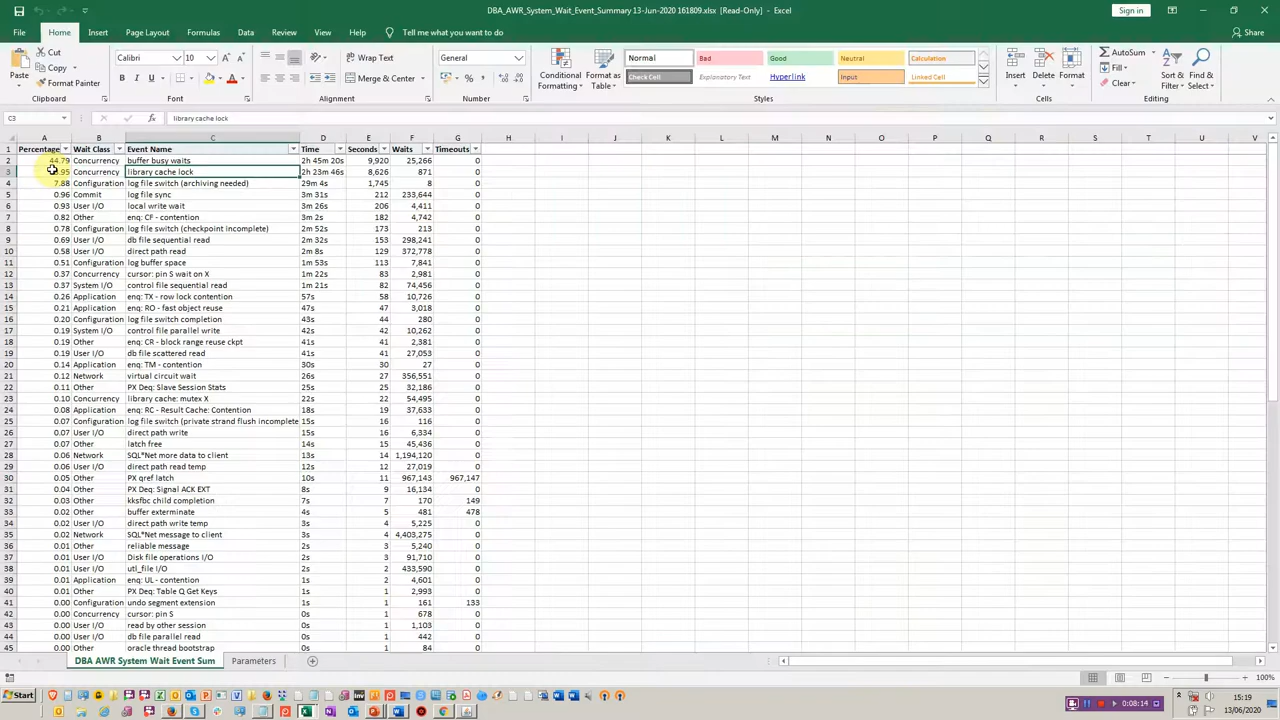 DBA_AWR_System_Wait_Event_Summary 13-Jun-2020 161809.xlsx [Read-Only] - Excel
Sign in
File Home Insert Page Layout Formulas Data Review View Help Tell me what you want to do Share
Cut Calibri 10 Wrap Text General Normal Bad Good Neutral Calculation AutoSum
Paste Copy Format Painter Merge & Center Conditional Formatting Format as Table Check Cell Explanatory Text Hyperlink Input Linked Cell Insert Delete Format Fill Clear Sort & Filter Find & Select
Clipboard Font Alignment Number Styles Cells Editing
C3 library cache lock
A B C D E F G H I J K L M N O P Q R S T U V
1 Percentage Wait Class Event Name Time Seconds Waits Timeouts
2 44.79 Concurrency buffer busy waits 2h 45m 20s 9,920 25,266 0
3 .95 Concurrency library cache lock 2h 23m 46s 8,626 871 0
4 7.88 Configuration log file switch (archiving needed) 29m 4s 1,745 8 0
5 0.96 Commit log file sync 3m 31s 212 233,644 0
6 0.93 User I/O local write wait 3m 26s 206 4,411 0
7 0.82 Other enq: CF - contention 3m 2s 182 4,742 0
8 0.78 Configuration log file switch (checkpoint incomplete) 2m 52s 173 213 0
9 0.69 User I/O db file sequential read 2m 32s 153 298,241 0
10 0.58 User I/O direct path read 2m 8s 129 372,778 0
11 0.51 Configuration log buffer space 1m 53s 113 7,841 0
12 0.37 Concurrency cursor: pin S wait on X 1m 22s 83 2,981 0
13 0.37 System I/O control file sequential read 1m 21s 82 74,456 0
14 0.26 Application enq: TX - row lock contention 57s 58 10,726 0
15 0.21 Application enq: RO - fast object reuse 47s 47 3,018 0
16 0.20 Configuration log file switch completion 43s 44 280 0
17 0.19 System I/O control file parallel write 42s 42 10,262 0
18 0.19 Other enq: CR - block range reuse ckpt 41s 41 2,381 0
19 0.19 User I/O db file scattered read 41s 41 27,053 0
20 0.14 Application enq: TM - contention 30s 30 27 0
21 0.12 Network virtual circuit wait 26s 27 356,551 0
22 0.11 Other PX Deq: Slave Session Stats 25s 25 32,186 0
23 0.10 Concurrency library cache: mutex X 22s 22 54,495 0
24 0.08 Application enq: RC - Result Cache: Contention 18s 19 37,633 0
25 0.07 Configuration log file switch (private strand flush incomplete 15s 16 116 0
26 0.07 User I/O direct path write 15s 16 6,334 0
27 0.07 Other latch free 14s 15 45,436 0
28 0.06 Network SQL*Net more data to client 13s 14 1,194,120 0
29 0.06 User I/O direct path read temp 12s 12 27,019 0
30 0.05 Other PX qref latch 10s 11 967,143 967,147
31 0.04 Other PX Deq: Signal ACK EXT 8s 9 16,134 0
32 0.03 Other kksfbc child completion 7s 7 170 149
33 0.02 Other buffer exterminate 4s 5 481 478
34 0.02 User I/O direct path write temp 3s 4 5,225 0
35 0.02 Network SQL*Net message to client 3s 4 4,403,275 0
36 0.01 Other reliable message 2s 3 5,240 0
37 0.01 User I/O Disk file operations I/O 2s 3 91,710 0
38 0.01 User I/O utl_file I/O 2s 2 433,590 0
39 0.01 Application enq: UL - contention 1s 2 4,601 0
40 0.01 Other PX Deq: Table Q Get Keys 1s 1 2,993 0
41 0.00 Configuration undo segment extension 1s 1 161 133
42 0.00 Concurrency cursor: pin S 0s 1 678 0
43 0.00 User I/O read by other session 0s 1 1,103 0
44 0.00 User I/O db file parallel read 0s 1 442 0
45 0.00 Other oracle thread bootstrap 0s 1 84 0
DBA AWR System Wait Event Sum Parameters
100%
Start 0:08:14 15:19
13/06/2020